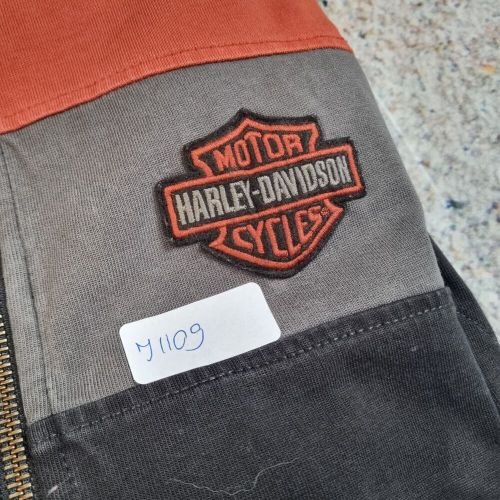 MOTOR
HARLEY-DAVIDSON
CYCLES
M1109